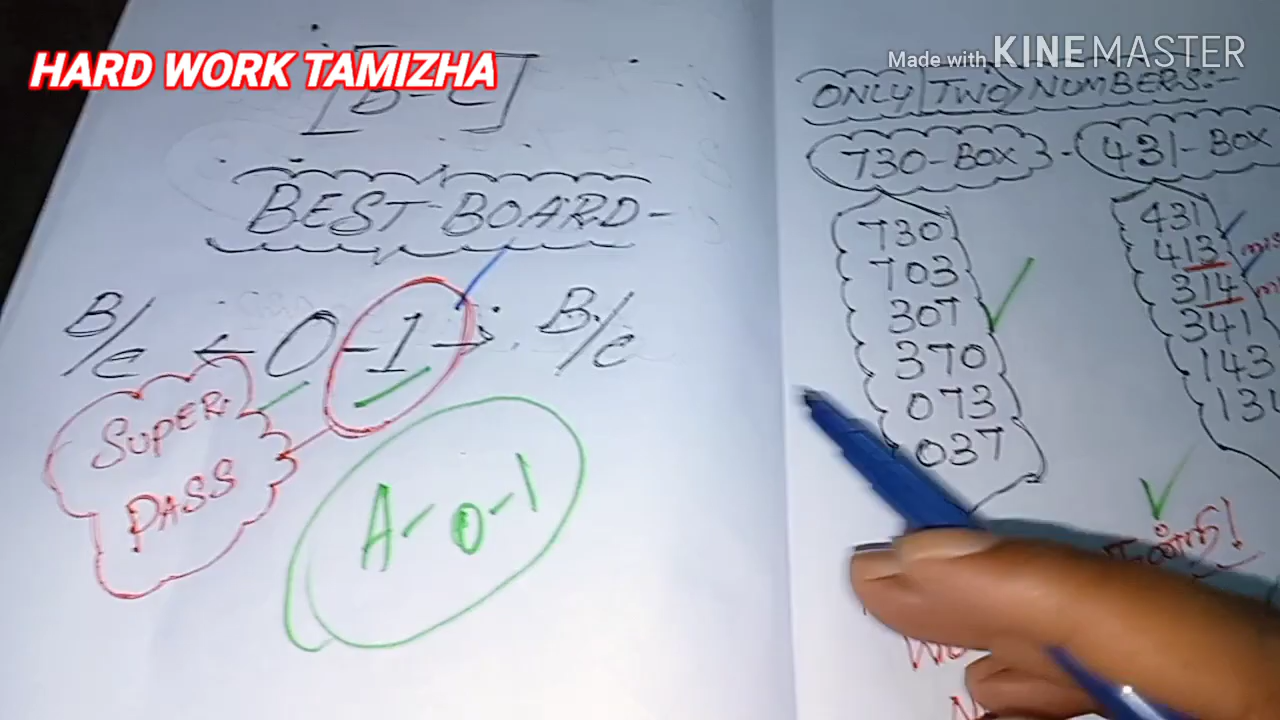 HARD WORK TAMIZHA
Made with KINEMASTER
[B-C]
BEST BOARD-
B/c ← 0 - 1 → B/c
SUPER.
PASS
A-0-1
ONLY TWO NUMBERS:-
730-BOX - 431-BOX
730
703
307
370
073
037
431
413
314
341
143
நன்றி!